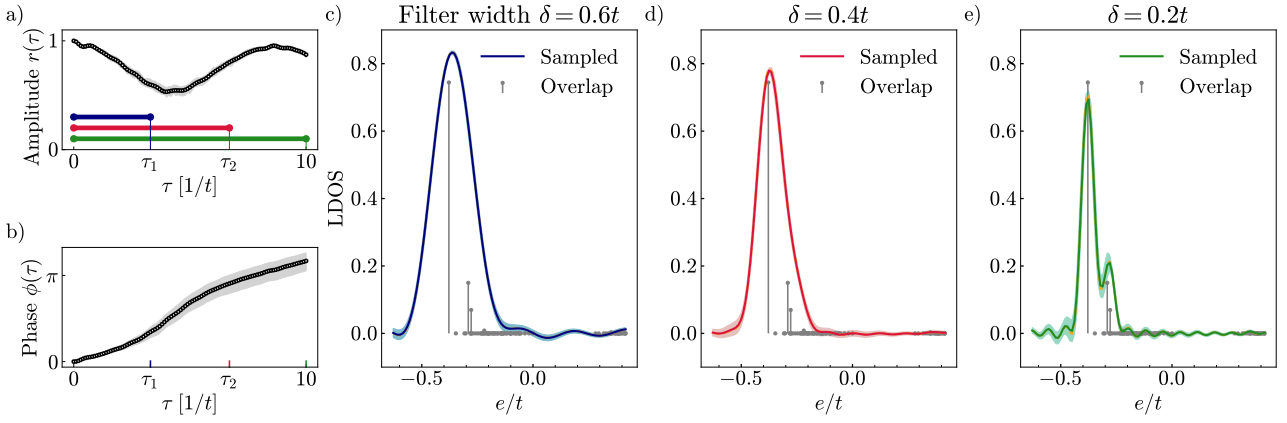 a)
Amplitude r(τ)
1
0
0
τ₁
τ₂
10
τ [1/t]
b)
Phase ϕ(τ)
π
0
0
τ₁
τ₂
10
τ [1/t]
c)
Filter width δ = 0.6t
LDOS
0.8
0.6
0.4
0.2
0.0
−0.5
0.0
e/t
Sampled
Overlap
d)
δ = 0.4t
0.8
0.6
0.4
0.2
0.0
−0.5
0.0
e/t
Sampled
Overlap
e)
δ = 0.2t
0.8
0.6
0.4
0.2
0.0
−0.5
0.0
e/t
Sampled
Overlap